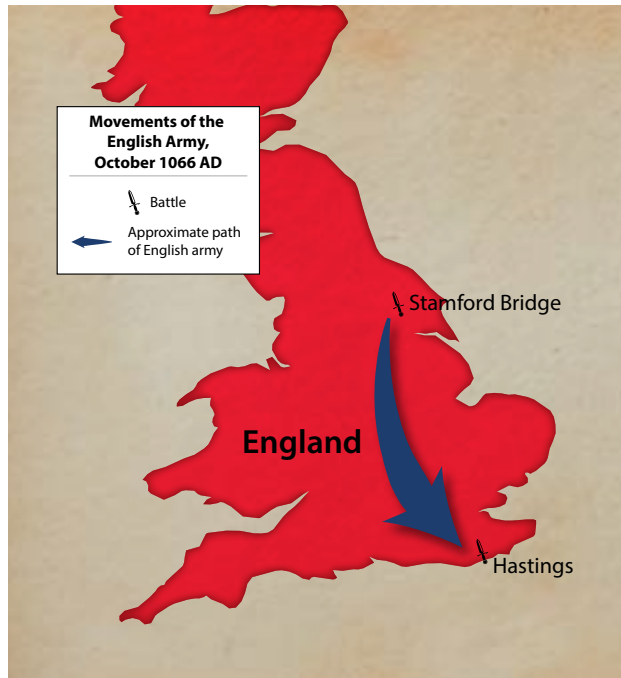 Movements of the
English Army,
October 1066 AD
Battle
Approximate path
of English army
Stamford Bridge
England
Hastings